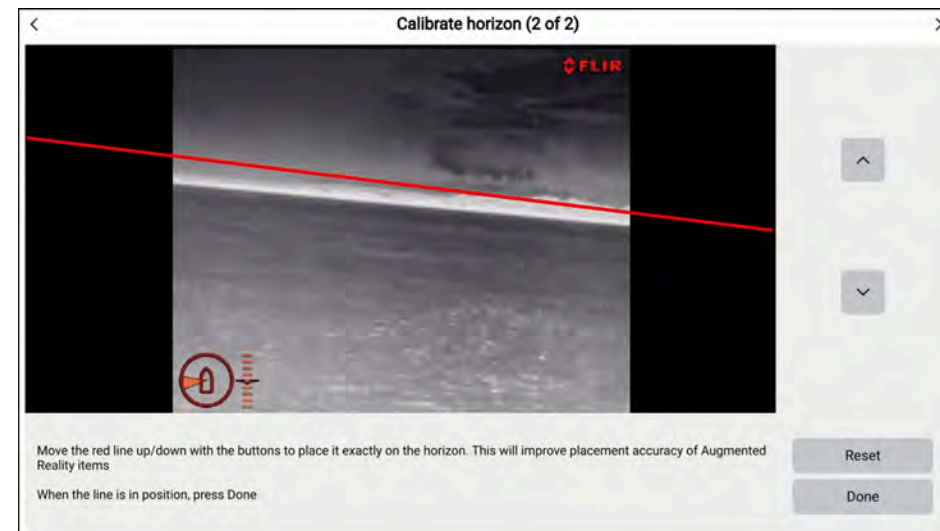 Calibrate horizon (2 of 2)
FLIR
Move the red line up/down with the buttons to place it exactly on the horizon. This will improve placement accuracy of Augmented
Reality items
When the line is in position, press Done
Reset
Done